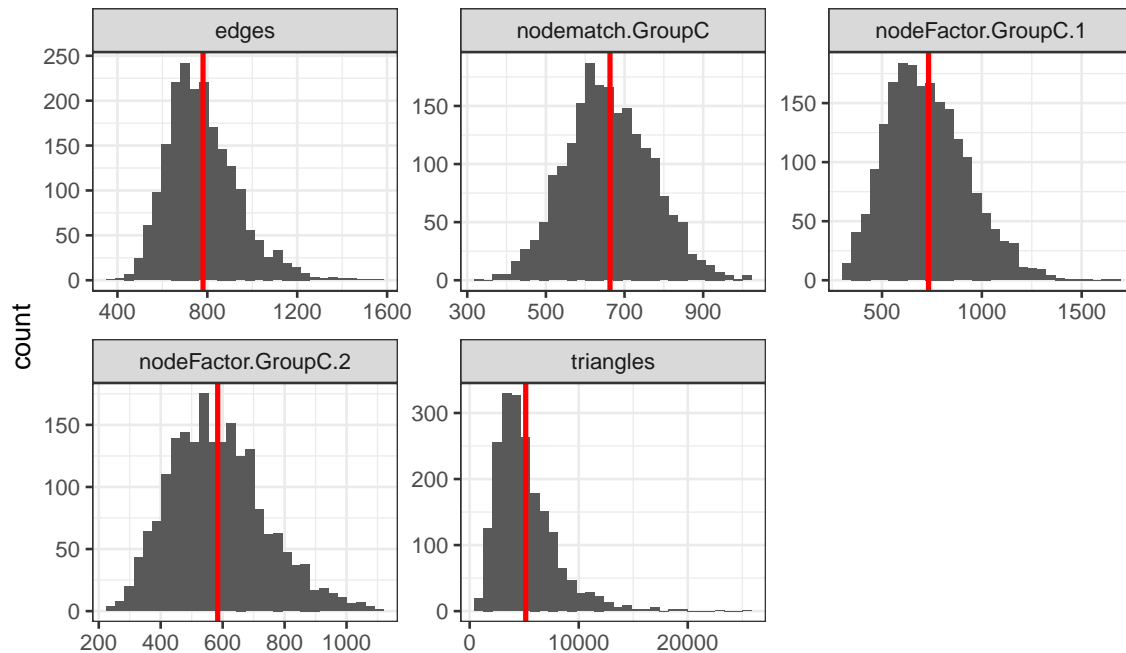 edges
nodematch.GroupC
nodeFactor.GroupC.1
250
200
150
100
50
0
400 800 1200 1600
150
100
50
0
300 500 700 900
150
100
50
0
500 1000 1500
count
nodeFactor.GroupC.2
triangles
150
100
50
0
200 400 600 800 1000
300
200
100
0
0 10000 20000